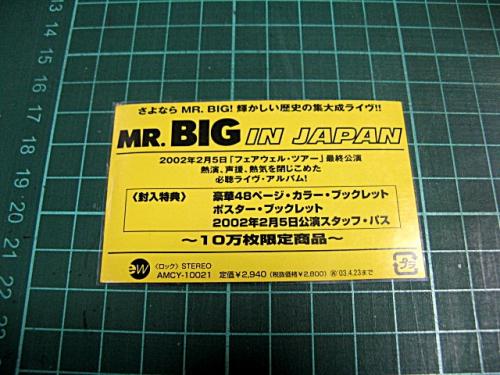 さよなら MR. BIG! 輝かしい歴史の集大成ライヴ!!
MR. BIG IN JAPAN
2002年2月5日「フェアウェル・ツアー」最終公演
熱演、声援、熱気を閉じこめた
必聴ライヴ・アルバム!
〈封入特典〉
豪華48ページ・カラー・ブックレット
ポスター・ブックレット
2002年2月5日公演スタッフ・パス
〜10万枚限定商品〜
ew 〈ロック〉STEREO
AMCY-10021 定価¥2,940 (税抜価格¥2,800) 再 '03.4.23まで
プラ
13
14
15
16
17
18
19
20
21
22